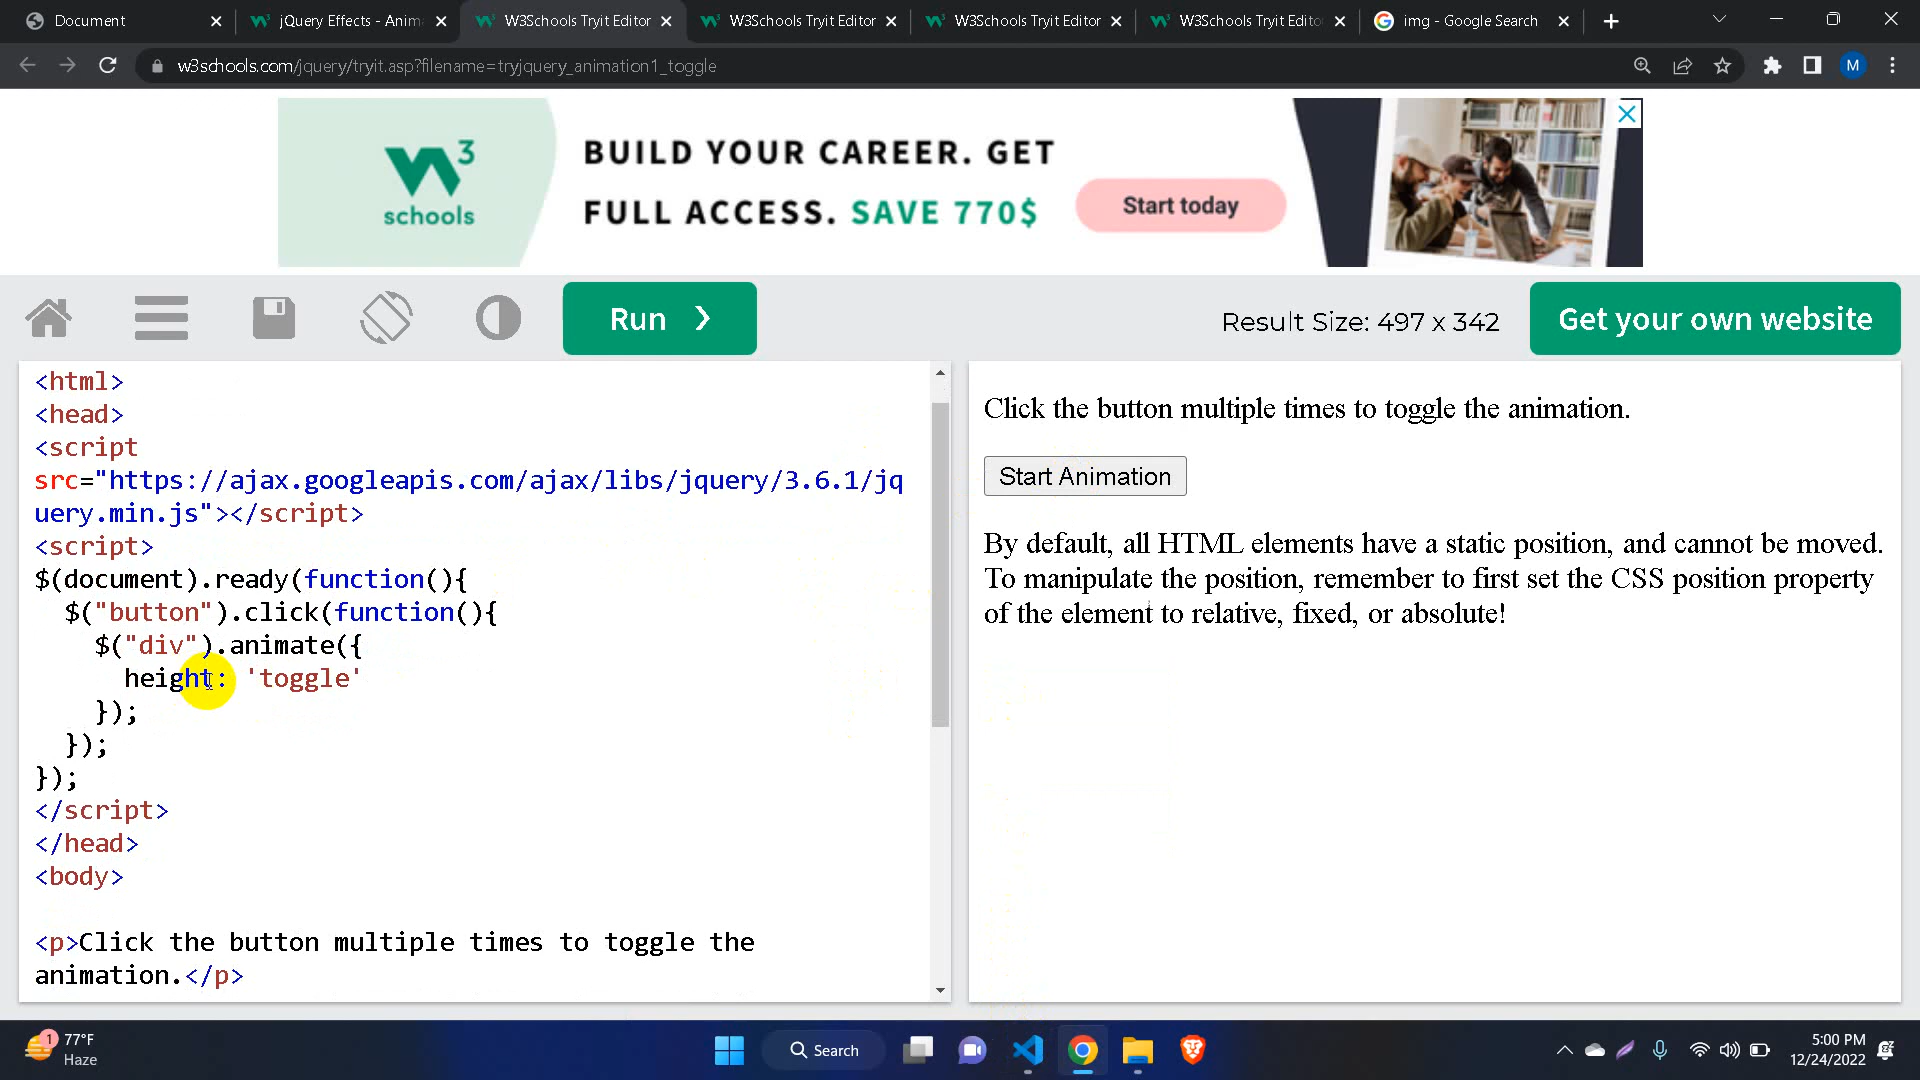 Document
jQuery Effects - Anim
W3Schools Tryit Editor
W3Schools Tryit Editor
W3Schools Tryit Editor
W3Schools Tryit Edito
img - Google Search
w3schools.com/jquery/tryit.asp?filename=tryjquery_animation1_toggle
M
W3
schools
BUILD YOUR CAREER. GET
FULL ACCESS. SAVE 770$
Start today
Run ❯
Result Size: 497 x 342
Get your own website
<html>
<head>
<script
src="https://ajax.googleapis.com/ajax/libs/jquery/3.6.1/jq
uery.min.js"></script>
<script>
$(document).ready(function(){
$("button").click(function(){
$("div").animate({
height: 'toggle'
});
});
});
</script>
</head>
<body>
<p>Click the button multiple times to toggle the
animation.</p>
Click the button multiple times to toggle the animation.
Start Animation
By default, all HTML elements have a static position, and cannot be moved.
To manipulate the position, remember to first set the CSS position property
of the element to relative, fixed, or absolute!
1
77°F
Haze
Search
5:00 PM
12/24/2022